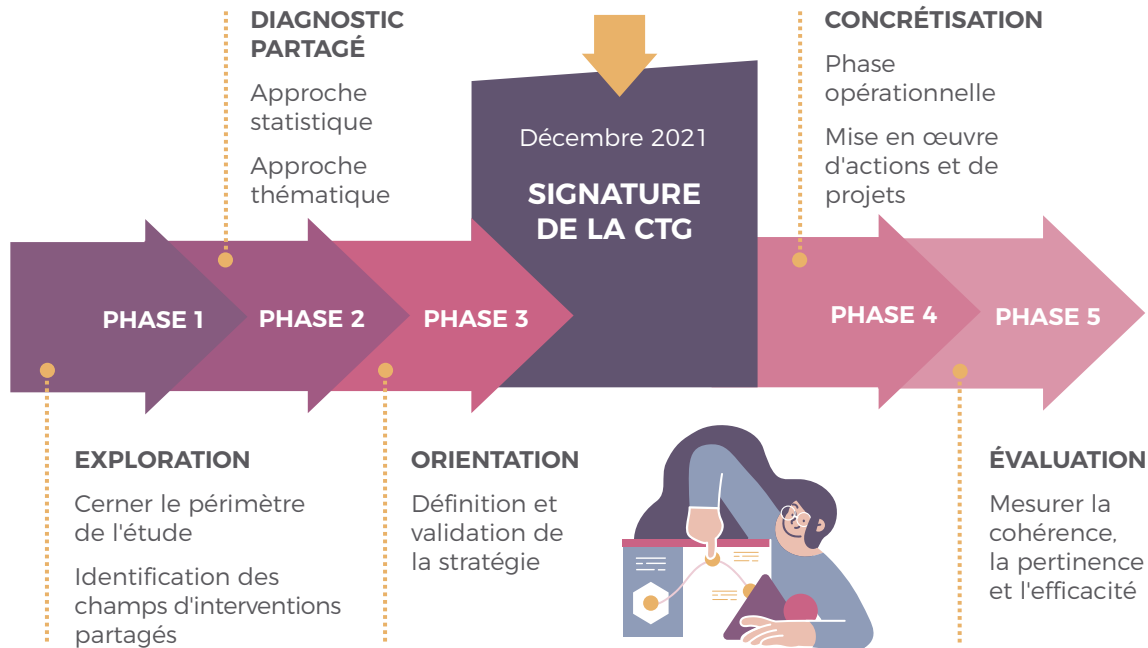 DIAGNOSTIC
PARTAGÉ
Approche
statistique
Approche
thématique
Décembre 2021
SIGNATURE
DE LA CTG
CONCRÉTISATION
Phase
opérationnelle
Mise en œuvre
d'actions et de
projets
PHASE 1
PHASE 2
PHASE 3
PHASE 4
PHASE 5
EXPLORATION
Cerner le périmètre
de l'étude
Identification des
champs d'interventions
partagés
ORIENTATION
Définition et
validation de
la stratégie
ÉVALUATION
Mesurer la
cohérence,
la pertinence
et l'efficacité